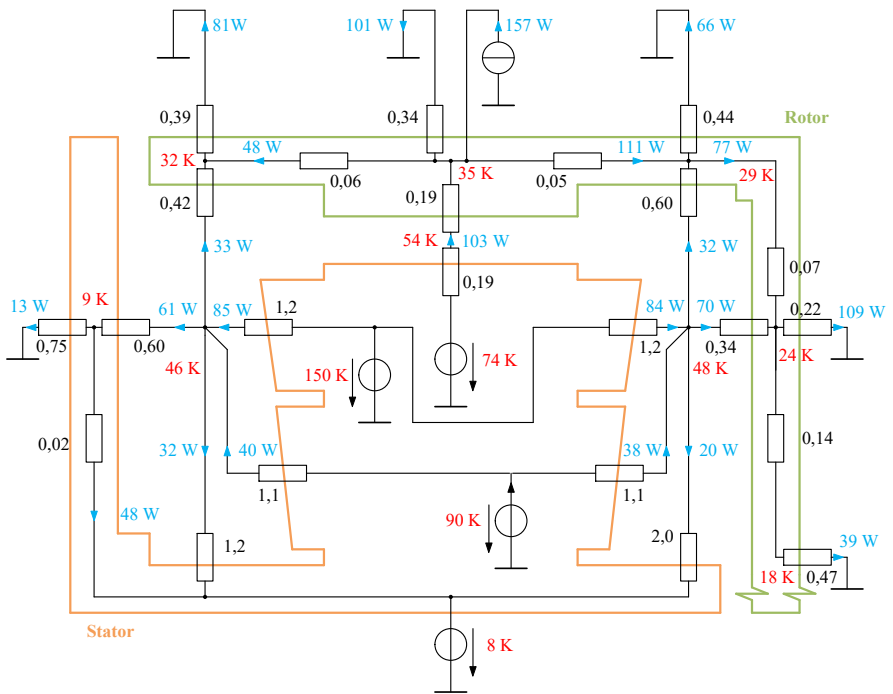 81W
101 W
157 W
66 W
0,39
0,34
0,44
Rotor
32 K
48 W
35 K
111 W
77 W
29 K
0,06
0,05
0,42
0,19
0,60
33 W
54 K
103 W
32 W
0,19
0,07
13 W
9 K
61 W
85 W
1,2
84 W
70 W
0,22
109 W
0,75
0,60
1,2
0,34
46 K
150 K
74 K
48 K
24 K
0,02
32 W
40 W
38 W
20 W
0,14
1,1
1,1
48 W
90 K
2,0
39 W
1,2
18 K
0,47
Stator
8 K